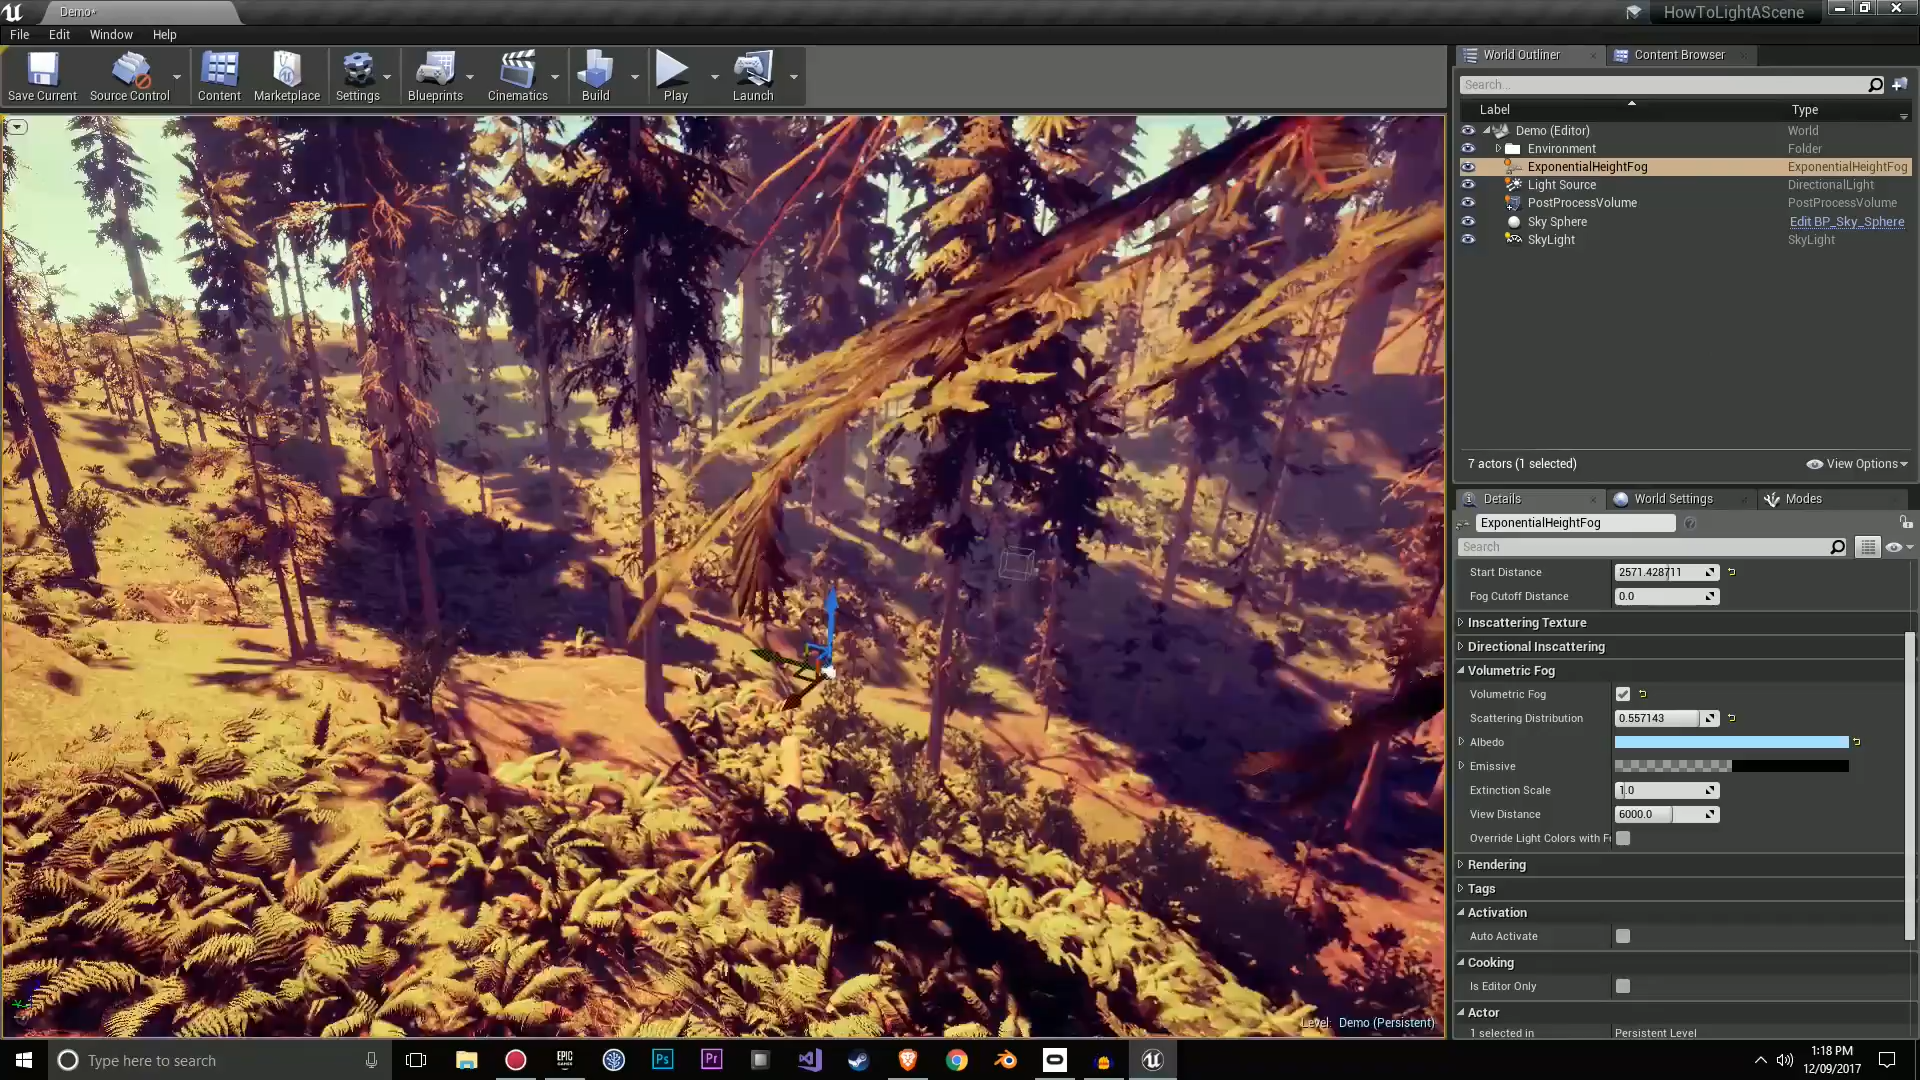 Demo*
HowToLightAScene
File Edit Window Help
Save Current
Source Control
Content
Marketplace
Settings
Blueprints
Cinematics
Build
Play
Launch
World Outliner
Content Browser
Search...
Label Type
Demo (Editor) World
Environment Folder
ExponentialHeightFog ExponentialHeightFog
Light Source DirectionalLight
PostProcessVolume PostProcessVolume
Sky Sphere Edit BP_Sky_Sphere
SkyLight SkyLight
7 actors (1 selected) View Options
Details World Settings Modes
ExponentialHeightFog
Search
Start Distance 2571.428711
Fog Cutoff Distance 0.0
Inscattering Texture
Directional Inscattering
Volumetric Fog
Volumetric Fog
Scattering Distribution 0.557143
Albedo
Emissive
Extinction Scale 1.0
View Distance 6000.0
Override Light Colors with F
Rendering
Tags
Activation
Auto Activate
Cooking
Is Editor Only
Actor
1 selected in Persistent Level
Level: Demo (Persistent)
Type here to search
EPIC GAMES
Ps
Pr
1:18 PM
12/09/2017